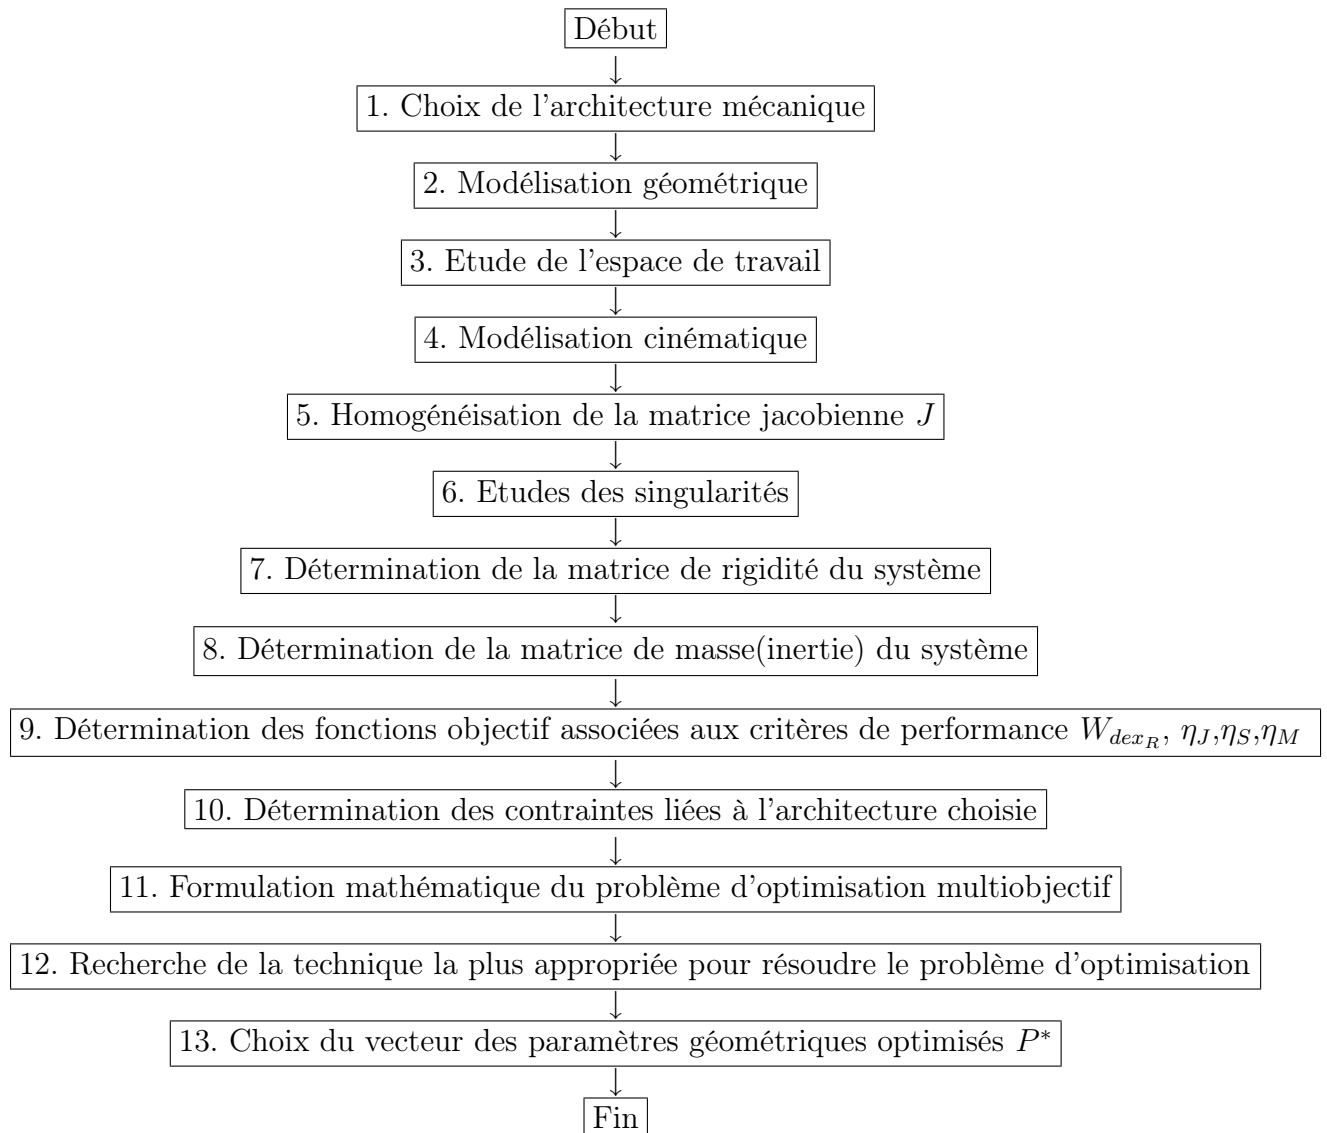 Début
1. Choix de l'architecture mécanique
2. Modélisation géométrique
3. Etude de l'espace de travail
4. Modélisation cinématique
5. Homogénéisation de la matrice jacobienne J
6. Etudes des singularités
7. Détermination de la matrice de rigidité du système
8. Détermination de la matrice de masse(inertie) du système
9. Détermination des fonctions objectif associées aux critères de performance W_{dex_R}, η_J,η_S,η_M
10. Détermination des contraintes liées à l'architecture choisie
11. Formulation mathématique du problème d'optimisation multiobjectif
12. Recherche de la technique la plus appropriée pour résoudre le problème d'optimisation
13. Choix du vecteur des paramètres géométriques optimisés P*
Fin